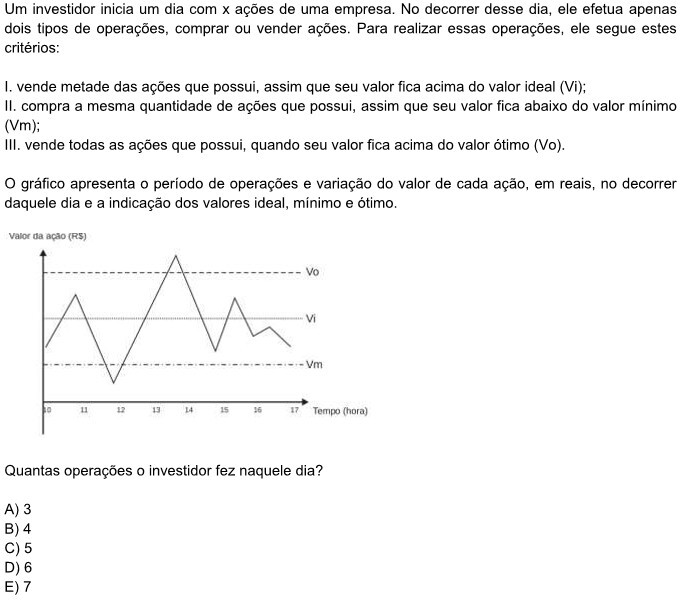 Um investidor inicia um dia com x ações de uma empresa. No decorrer desse dia, ele efetua apenas
dois tipos de operações, comprar ou vender ações. Para realizar essas operações, ele segue estes
critérios:
I. vende metade das ações que possui, assim que seu valor fica acima do valor ideal (Vi);
II. compra a mesma quantidade de ações que possui, assim que seu valor fica abaixo do valor mínimo
(Vm);
III. vende todas as ações que possui, quando seu valor fica acima do valor ótimo (Vo).
O gráfico apresenta o período de operações e variação do valor de cada ação, em reais, no decorrer
daquele dia e a indicação dos valores ideal, mínimo e ótimo.
Valor da ação (R$)
Vo
Vi
Vm
10 11 12 13 14 15 16 17 Tempo (hora)
Quantas operações o investidor fez naquele dia?
A) 3
B) 4
C) 5
D) 6
E) 7